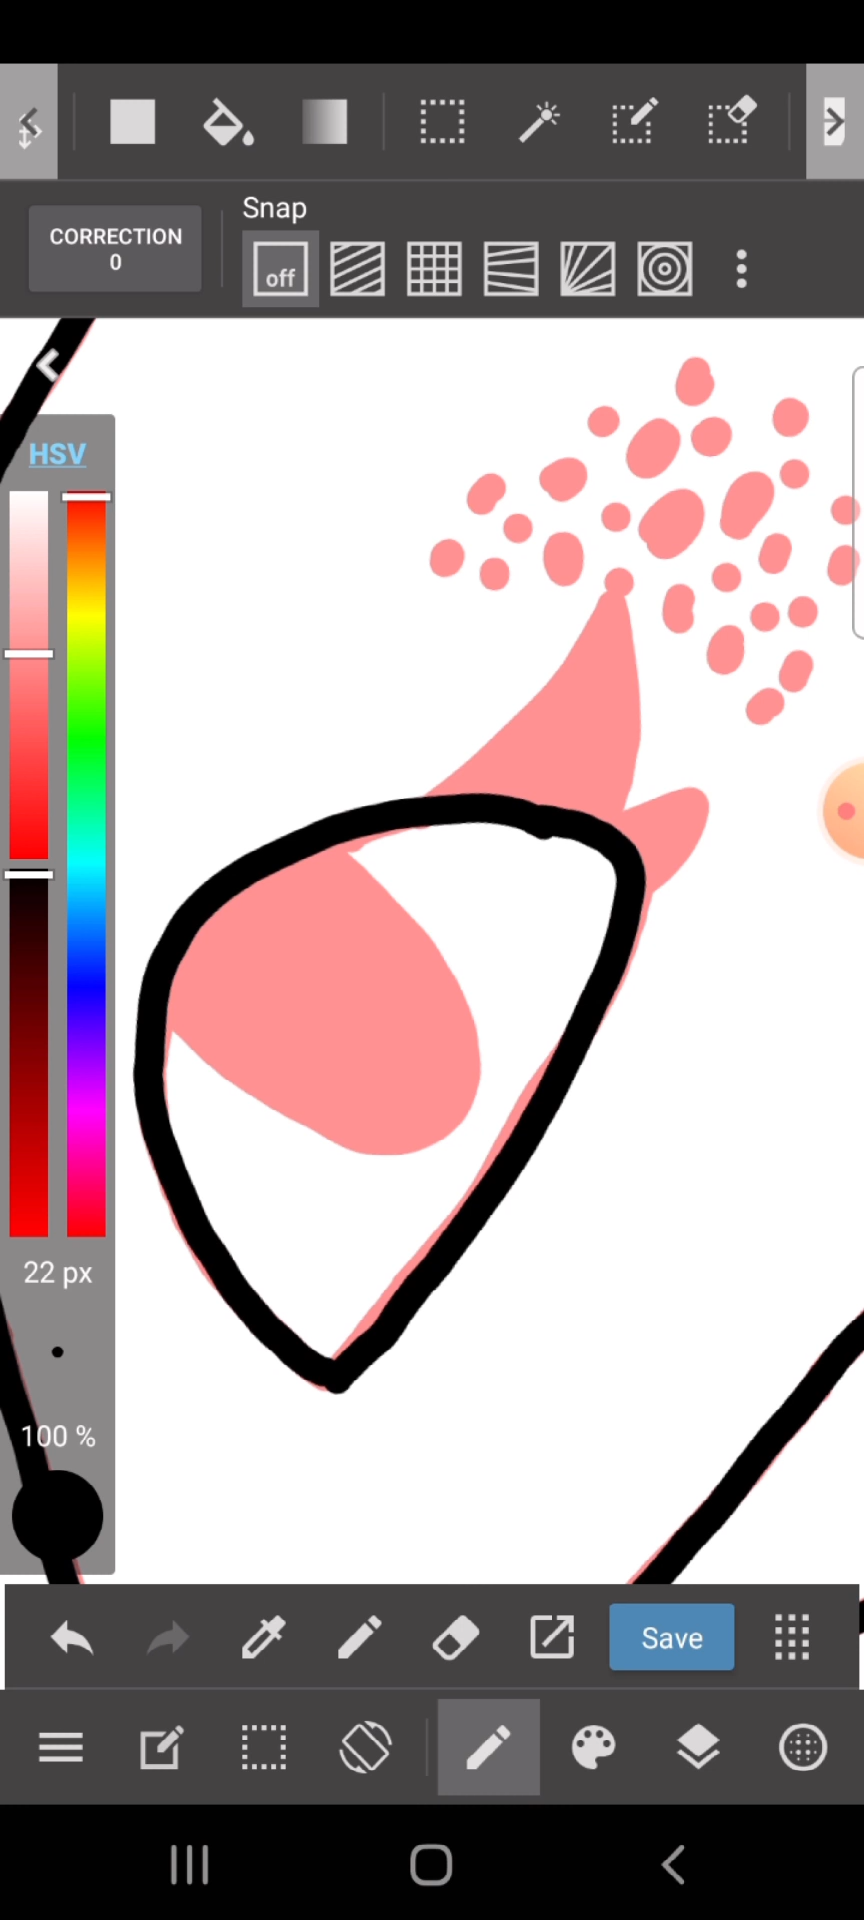 CORRECTION
0
Snap
off
HSV
22 px
100 %
Save